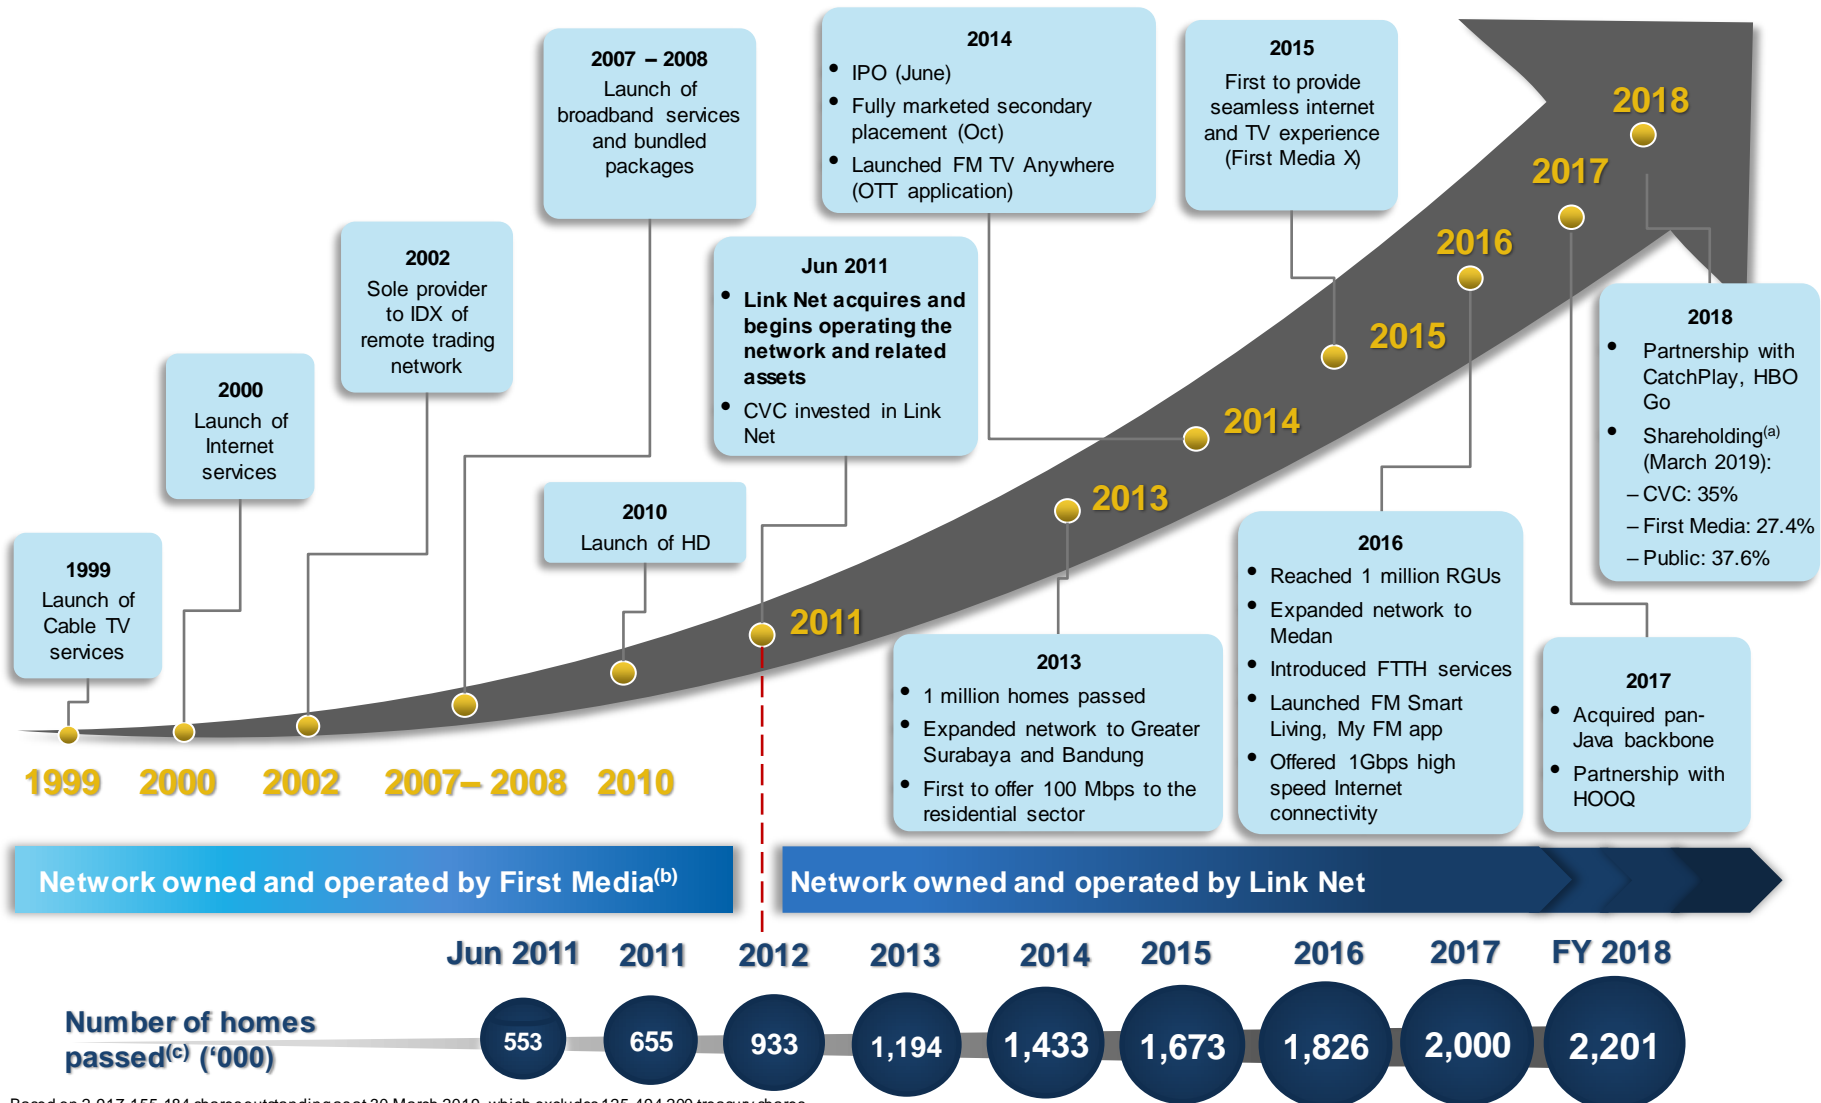 2007 – 2008
Launch of
broadband services
and bundled
packages
2014
• IPO (June)
• Fully marketed secondary
placement (Oct)
• Launched FM TV Anywhere
(OTT application)
2015
First to provide
seamless internet
and TV experience
(First Media X)
2018
2017
2016
2015
2014
2013
2011
2002
Sole provider
to IDX of
remote trading
network
Jun 2011
• Link Net acquires and
begins operating the
network and related
assets
• CVC invested in Link
Net
2000
Launch of
Internet
services
2010
Launch of HD
1999
Launch of
Cable TV
services
2018
• Partnership with
CatchPlay, HBO
Go
• Shareholding(a)
(March 2019):
– CVC: 35%
– First Media: 27.4%
– Public: 37.6%
2013
• 1 million homes passed
• Expanded network to Greater
Surabaya and Bandung
• First to offer 100 Mbps to the
residential sector
2016
• Reached 1 million RGUs
• Expanded network to
Medan
• Introduced FTTH services
• Launched FM Smart
Living, My FM app
• Offered 1Gbps high
speed Internet
connectivity
2017
• Acquired pan-
Java backbone
• Partnership with
HOOQ
1999 2000 2002 2007– 2008 2010
Network owned and operated by First Media(b)
Network owned and operated by Link Net
Jun 2011 2011 2012 2013 2014 2015 2016 2017 FY 2018
Number of homes
passed(c) (‘000)
553 655 933 1,194 1,433 1,673 1,826 2,000 2,201